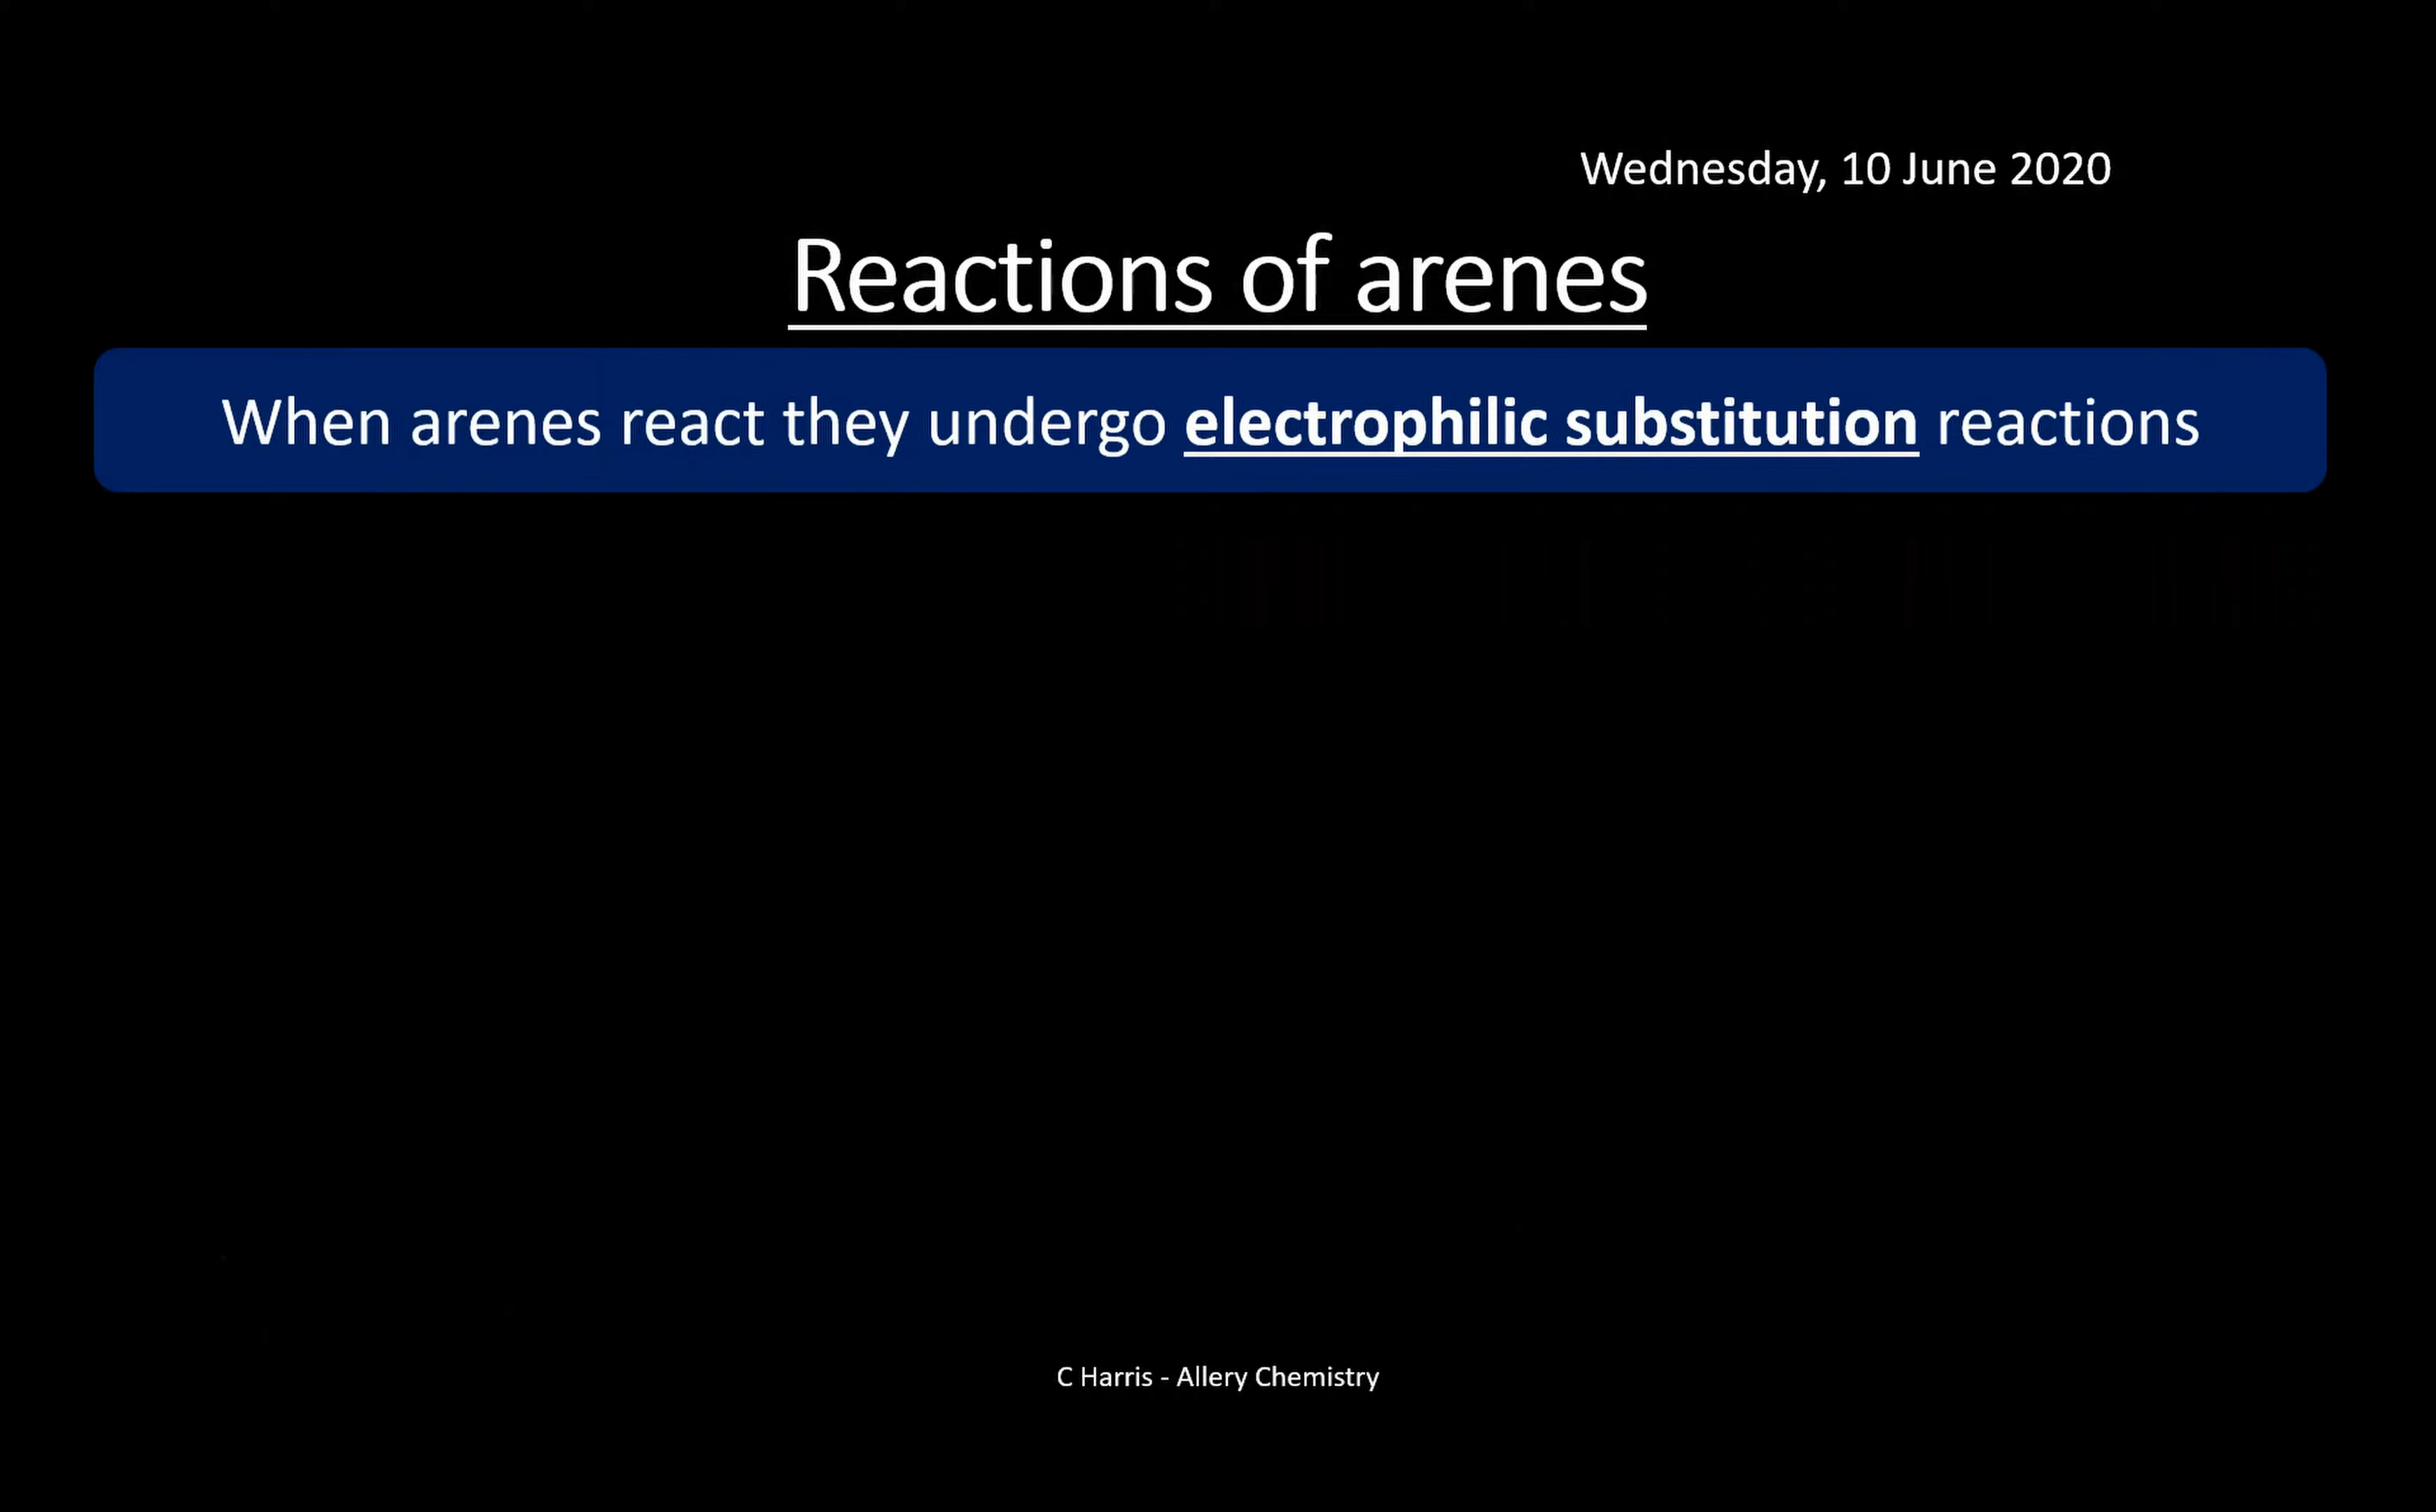 Wednesday, 10 June 2020
Reactions of arenes
When arenes react they undergo electrophilic substitution reactions
C Harris - Allery Chemistry